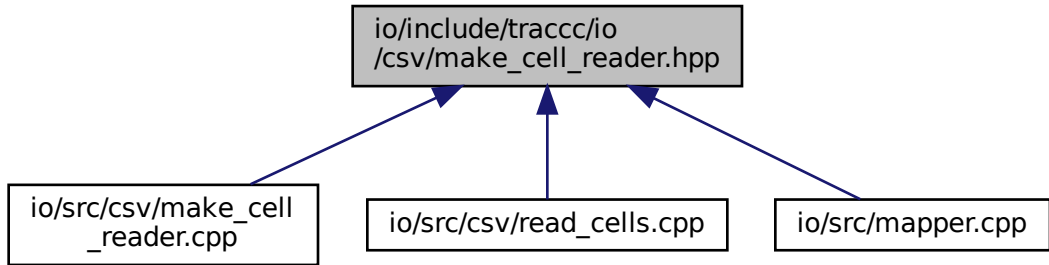 io/include/traccc/io
/csv/make_cell_reader.hpp
io/src/csv/make_cell
_reader.cpp
io/src/csv/read_cells.cpp
io/src/mapper.cpp